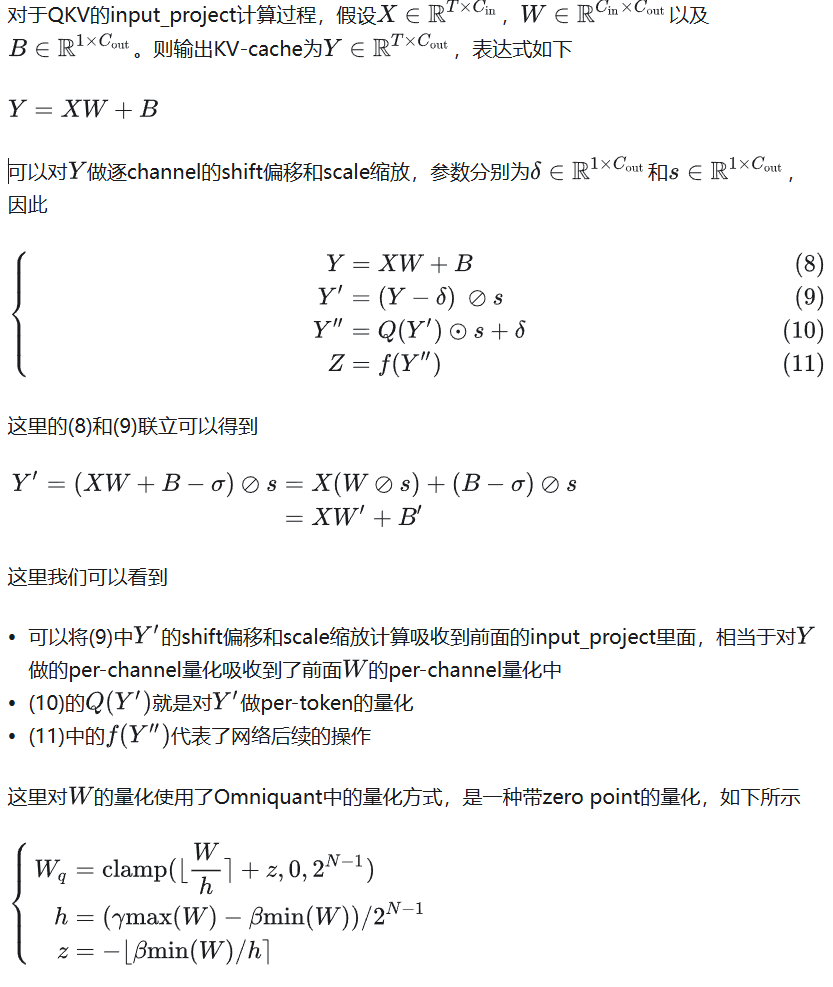 对于QKV的input_project计算过程，假设$X \in \mathbb{R}^{T \times C_{\text{in}}}$，$W \in \mathbb{R}^{C_{\text{in}} \times C_{\text{out}}}$以及
$B \in \mathbb{R}^{1 \times C_{\text{out}}}$。则输出KV-cache为$Y \in \mathbb{R}^{T \times C_{\text{out}}}$，表达式如下
$Y = XW + B$
可以对$Y$做逐channel的shift偏移和scale缩放，参数分别为$\delta \in \mathbb{R}^{1 \times C_{\text{out}}}$和$s \in \mathbb{R}^{1 \times C_{\text{out}}}$，
因此
$Y = XW + B$ (8)
$Y' = (Y - \delta) \oslash s$ (9)
$Y'' = Q(Y') \odot s + \delta$ (10)
$Z = f(Y'')$ (11)
这里的(8)和(9)联立可以得到
$Y' = (XW + B - \sigma) \oslash s = X(W \oslash s) + (B - \sigma) \oslash s$
$= XW' + B'$
这里我们可以看到
• 可以将(9)中$Y'$的shift偏移和scale缩放计算吸收到前面的input_project里面，相当于对$Y$
做的per-channel量化吸收到了前面$W$的per-channel量化中
• (10)的$Q(Y')$就是对$Y'$做per-token的量化
• (11)中的$f(Y'')$代表了网络后续的操作
这里对$W$的量化使用了Omniquant中的量化方式，是一种带zero point的量化，如下所示
$W_q = \text{clamp}(\lfloor \frac{W}{h} \rceil + z, 0, 2^{N-1})$
$h = (\gamma \text{max}(W) - \beta \text{min}(W))/2^{N-1}$
$z = -\lfloor \beta \text{min}(W)/h \rceil$